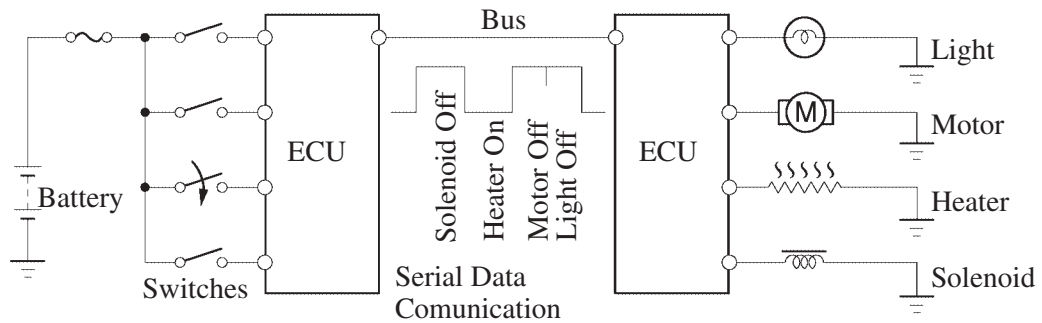 Bus
Light
ECU
ECU
M
Motor
Battery
Solenoid Off
Heater On
Motor Off
Light Off
Heater
Switches
Serial Data
Comunication
Solenoid